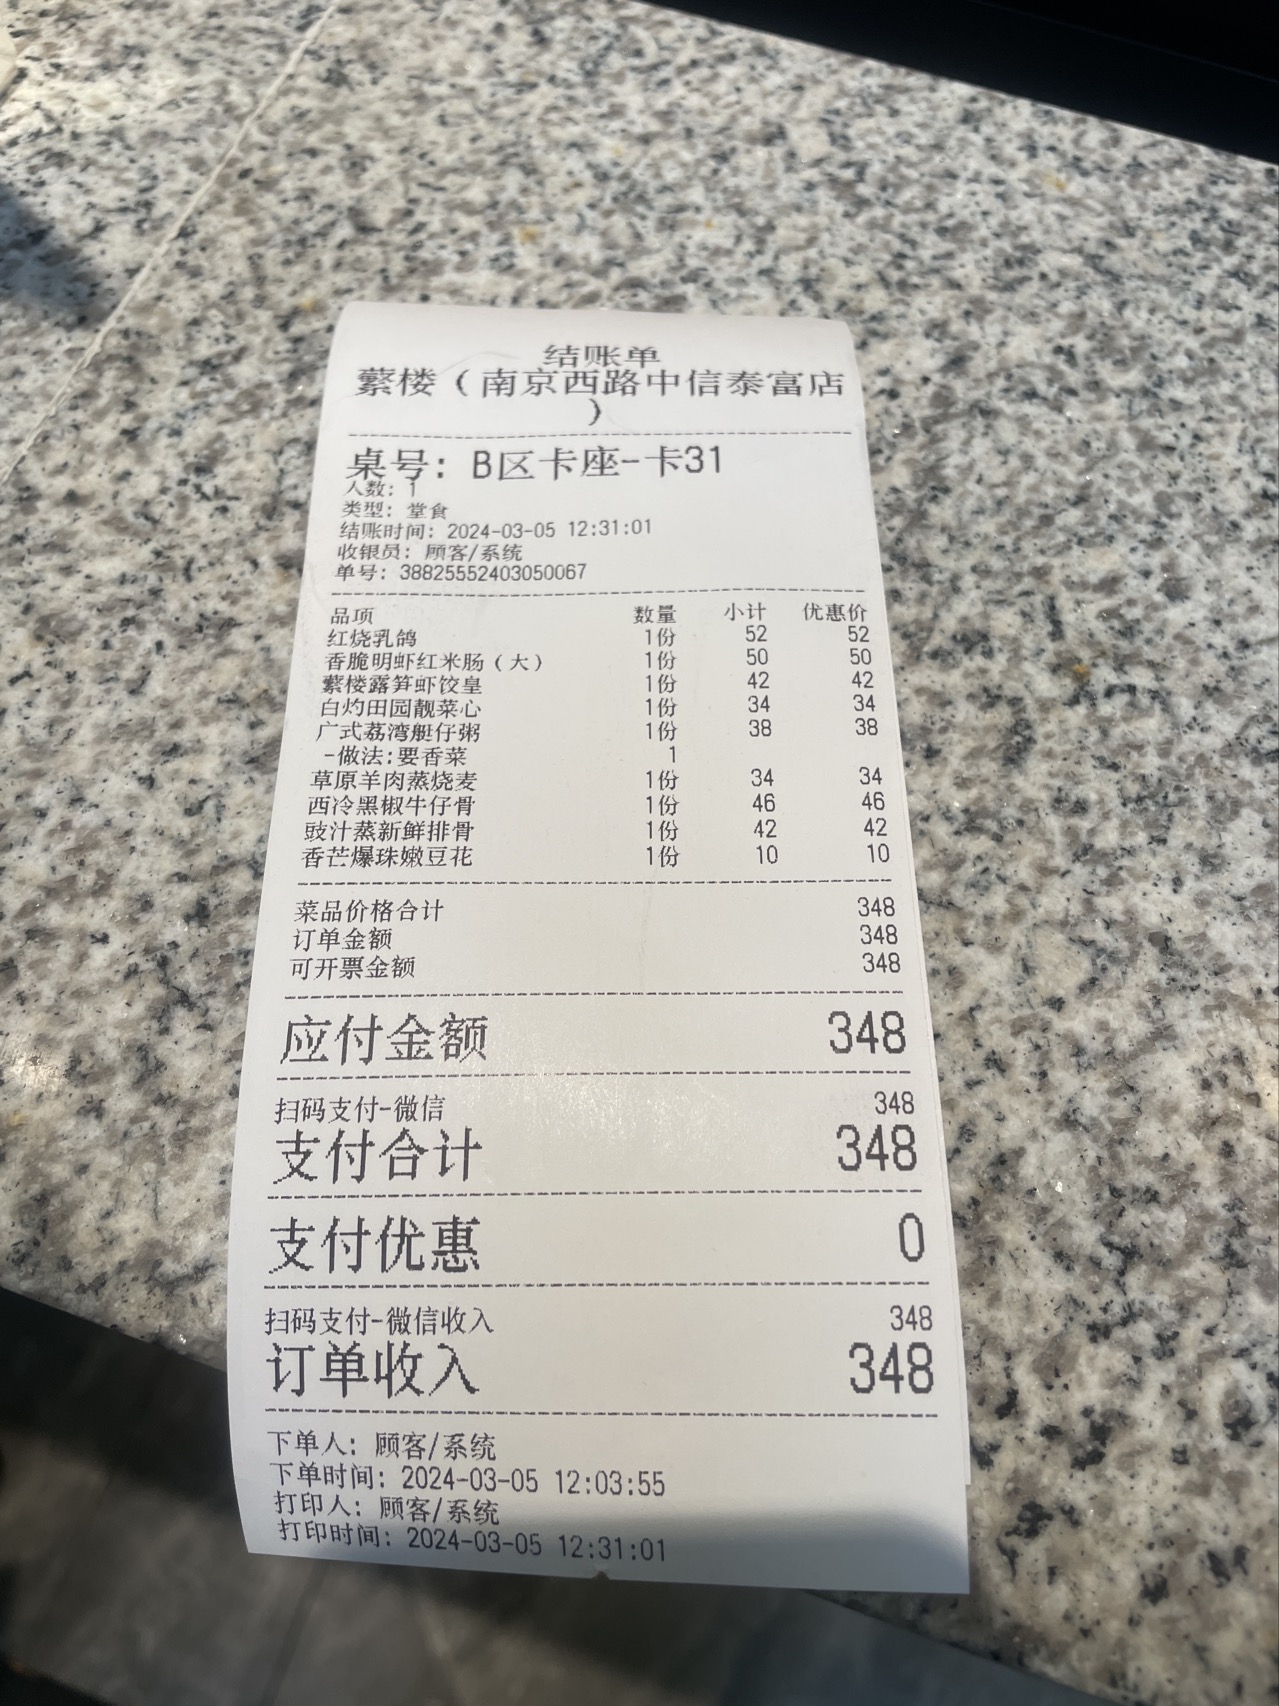 结账单
蘩楼（南京西路中信泰富店
）
桌号: B区卡座-卡31
人数: 1
类型: 堂食
结账时间: 2024-03-05 12:31:01
收银员: 顾客/系统
单号: 38825552403050067
品项 数量 小计 优惠价
红烧乳鸽 1份 52 52
香脆明虾红米肠（大） 1份 50 50
蘩楼露笋虾饺皇 1份 42 42
白灼田园靓菜心 1份 34 34
广式荔湾艇仔粥 1份 38 38
-做法:要香菜 1
草原羊肉蒸烧麦 1份 34 34
西冷黑椒牛仔骨 1份 46 46
豉汁蒸新鲜排骨 1份 42 42
香芒爆珠嫩豆花 1份 10 10
菜品价格合计 348
订单金额 348
可开票金额 348
应付金额 348
扫码支付-微信 348
支付合计 348
支付优惠 0
扫码支付-微信收入 348
订单收入 348
下单人: 顾客/系统
下单时间: 2024-03-05 12:03:55
打印人: 顾客/系统
打印时间: 2024-03-05 12:31:01